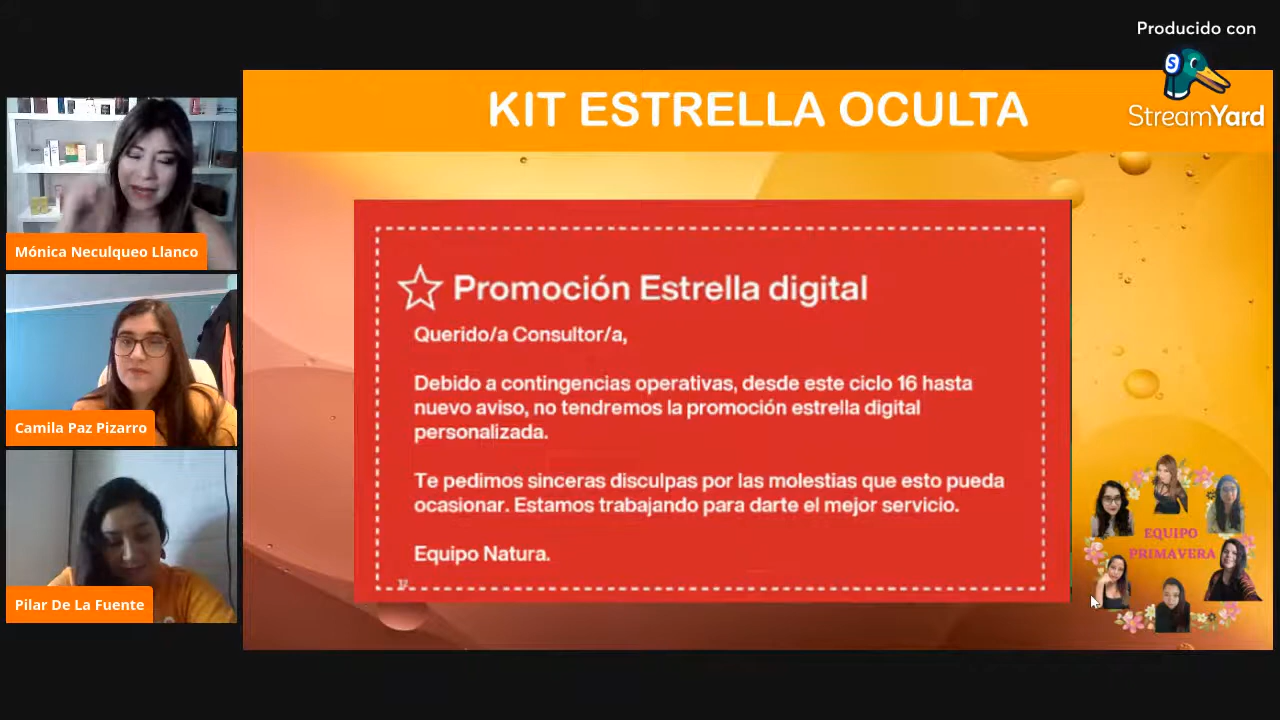 Producido con
StreamYard
KIT ESTRELLA OCULTA
Mónica Neculqueo Llanco
Camila Paz Pizarro
Pilar De La Fuente
Promoción Estrella digital
Querido/a Consultor/a,
Debido a contingencias operativas, desde este ciclo 16 hasta
nuevo aviso, no tendremos la promoción estrella digital
personalizada.
Te pedimos sinceras disculpas por las molestias que esto pueda
ocasionar. Estamos trabajando para darte el mejor servicio.
Equipo Natura.
12
EQUIPO
PRIMAVERA